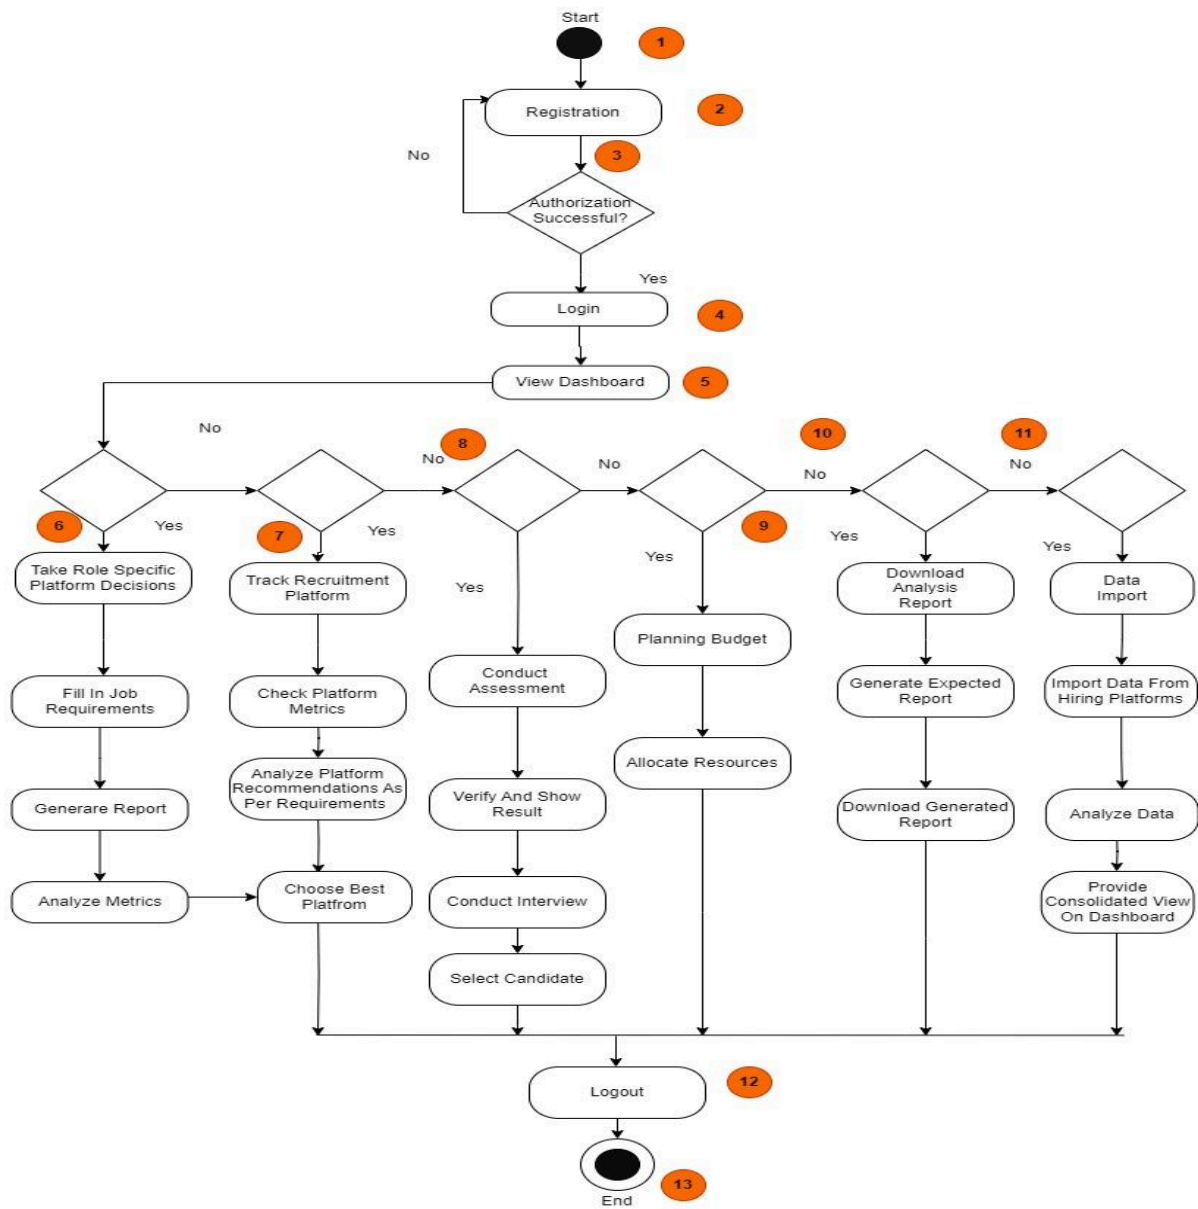 Start
1
Registration
2
No
3
Authorization
Successful?
Yes
Login
4
View Dashboard
5
No
No
8
No
10
No
11
No
6
Yes
7
Yes
Yes
9
Yes
Yes
Yes
Take Role Specific
Platform Decisions
Fill In Job
Requirements
Generare Report
Analyze Metrics
Track Recruitment
Platform
Check Platform
Metrics
Analyze Platform
Recommendations As
Per Requirements
Choose Best
Platfrom
Conduct
Assessment
Verify And Show
Result
Conduct Interview
Select Candidate
Planning Budget
Allocate Resources
Download
Analysis
Report
Generate Expected
Report
Download Generated
Report
Data
Import
Import Data From
Hiring Platforms
Analyze Data
Provide
Consolidated View
On Dashboard
Logout
12
13
End